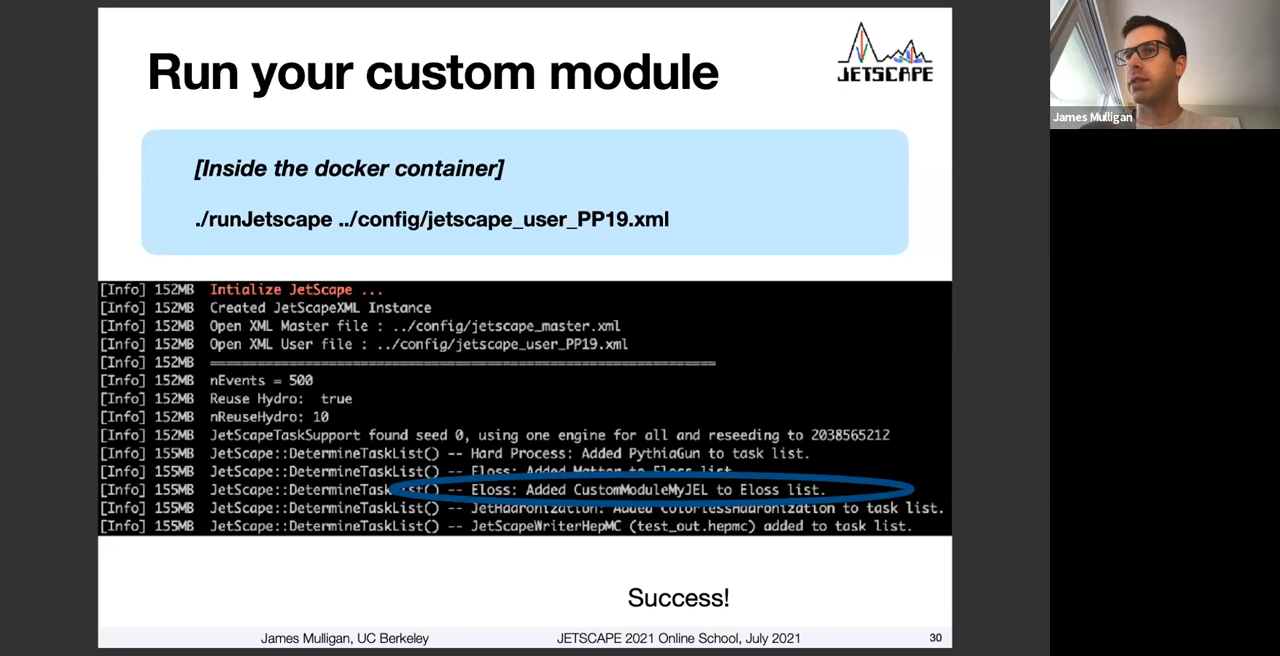 Run your custom module
JETSCAPE
[Inside the docker container]
./runJetscape ../config/jetscape_user_PP19.xml
[Info] 152MB Intialize JetScape ...
[Info] 152MB Created JetScapeXML Instance
[Info] 152MB Open XML Master file : ../config/jetscape_master.xml
[Info] 152MB Open XML User file : ../config/jetscape_user_PP19.xml
[Info] 152MB
[Info] 152MB nEvents = 500
[Info] 152MB Reuse Hydro: true
[Info] 152MB nReuseHydro: 10
[Info] 152MB JetScapeTaskSupport found seed 0, using one engine for all and reseeding to 2038565212
[Info] 155MB JetScape::DetermineTaskList() -- Hard Process: Added PythiaGun to task list.
[Info] 155MB JetScape::DetermineTaskList() -- Eloss: Added Matter to Eloss list.
[Info] 155MB JetScape::DetermineTaskList() -- Eloss: Added CustomModuleMyJEL to Eloss list.
[Info] 155MB JetScape::DetermineTaskList() -- JetHadronization: Added ColorlessHadronization to task list.
[Info] 155MB JetScape::DetermineTaskList() -- JetScapeWriterHepMC (test_out.hepmc) added to task list.
Success!
James Mulligan, UC Berkeley
JETSCAPE 2021 Online School, July 2021
30
James Mulligan